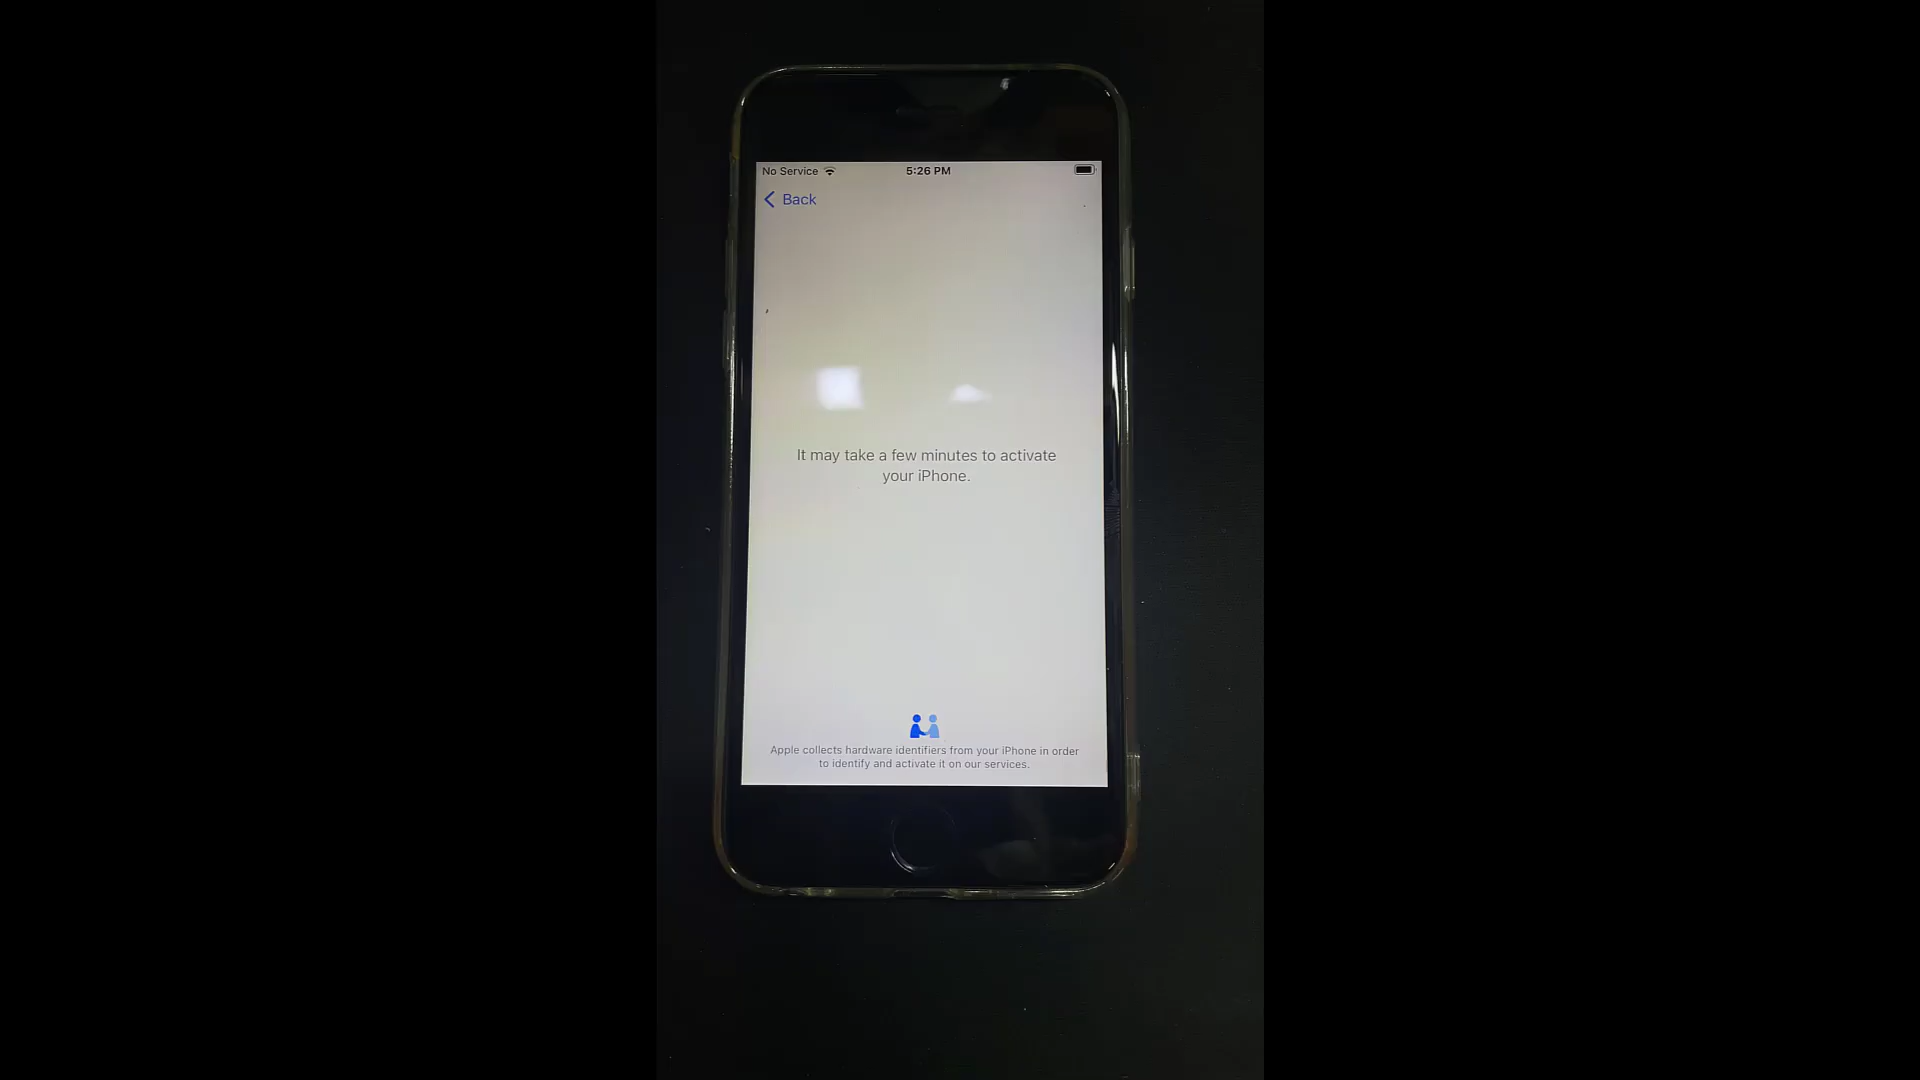 No Service 5:26 PM
Back
It may take a few minutes to activate
your iPhone.
Apple collects hardware identifiers from your iPhone in order
to identify and activate it on our services.